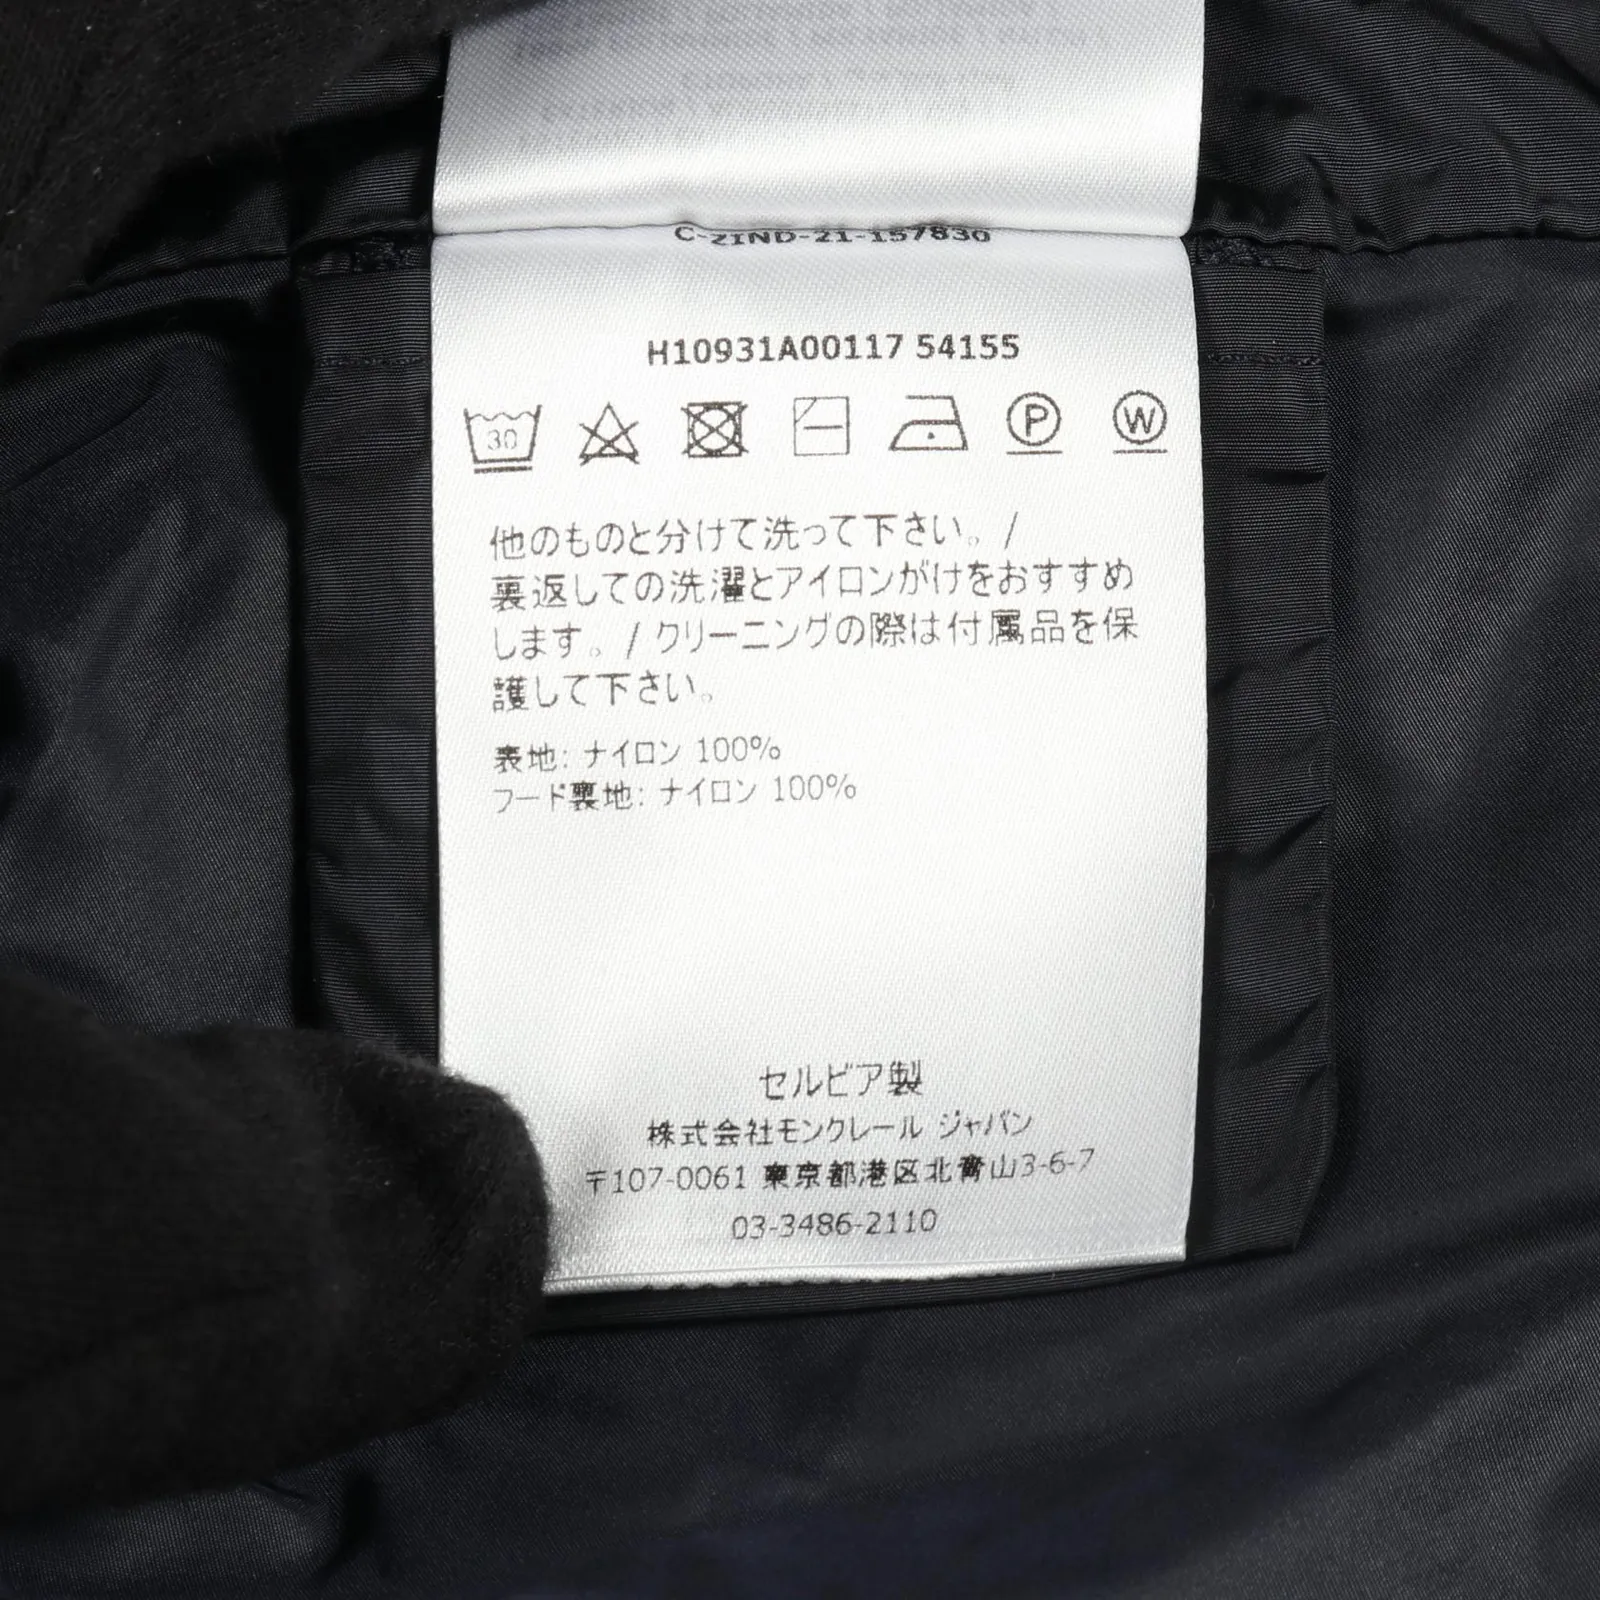 C-ZIND-21-157830
H10931A00117 54155
30
P
W
他のものと分けて洗って下さい。/
裏返しての洗濯とアイロンがけをおすすめ
します。/ クリーニングの際は付属品を保
護して下さい。
表地: ナイロン 100%
フード裏地: ナイロン 100%
セルビア製
株式会社モンクレール ジャパン
〒107-0061 東京都港区北青山3-6-7
03-3486-2110